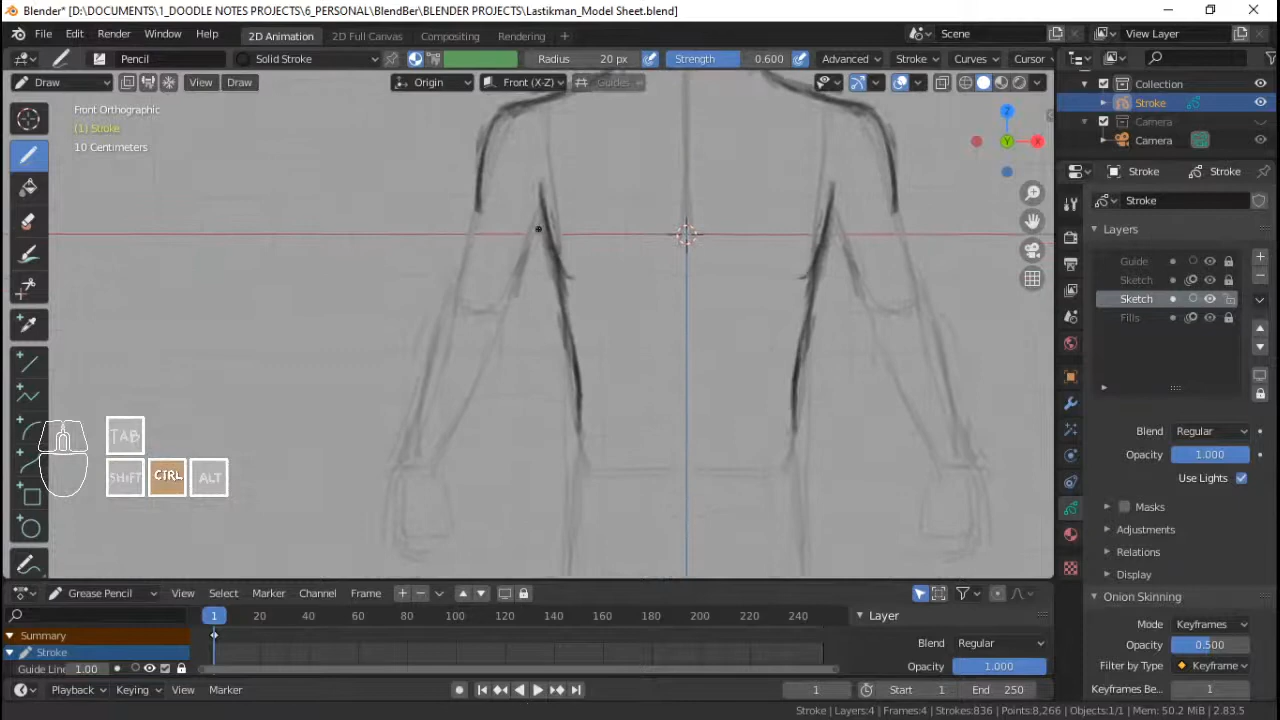 Blender* [D:\DOCUMENTS\1_DOODLE NOTES PROJECTS\6_PERSONAL\BlendBer\BLENDER PROJECTS\Lastikman_Model Sheet.blend]
File Edit Render Window Help 2D Animation 2D Full Canvas Compositing Rendering + Scene View Layer
Pencil Solid Stroke Radius 20 px Strength 0.600 Advanced Stroke Curves Cursor
Draw View Draw Origin Front (X-Z) Guides
Front Orthographic
(1) Stroke
10 Centimeters
Z
Y
X
Collection
Stroke
Camera
Camera
Stroke Stroke
Stroke
Layers
Guide
Sketch
Sketch
Fills
Blend Regular
Opacity 1.000
Use Lights
Masks
Adjustments
Relations
Display
Onion Skinning
Mode Keyframes
Opacity 0.500
Filter by Type Keyframe
Keyframes Be... 1
TAB
SHIFT CTRL ALT
Grease Pencil View Select Marker Channel Frame
1 20 40 60 80 100 120 140 160 180 200 220 240
Layer
Summary
Stroke
Guide Line 1.00
Blend Regular
Opacity 1.000
Playback Keying View Marker 1 Start 1 End 250
Stroke | Layers:4 | Frames:4 | Strokes:836 | Points:8,266 | Objects:1/1 | Mem: 50.2 MiB | 2.83.5